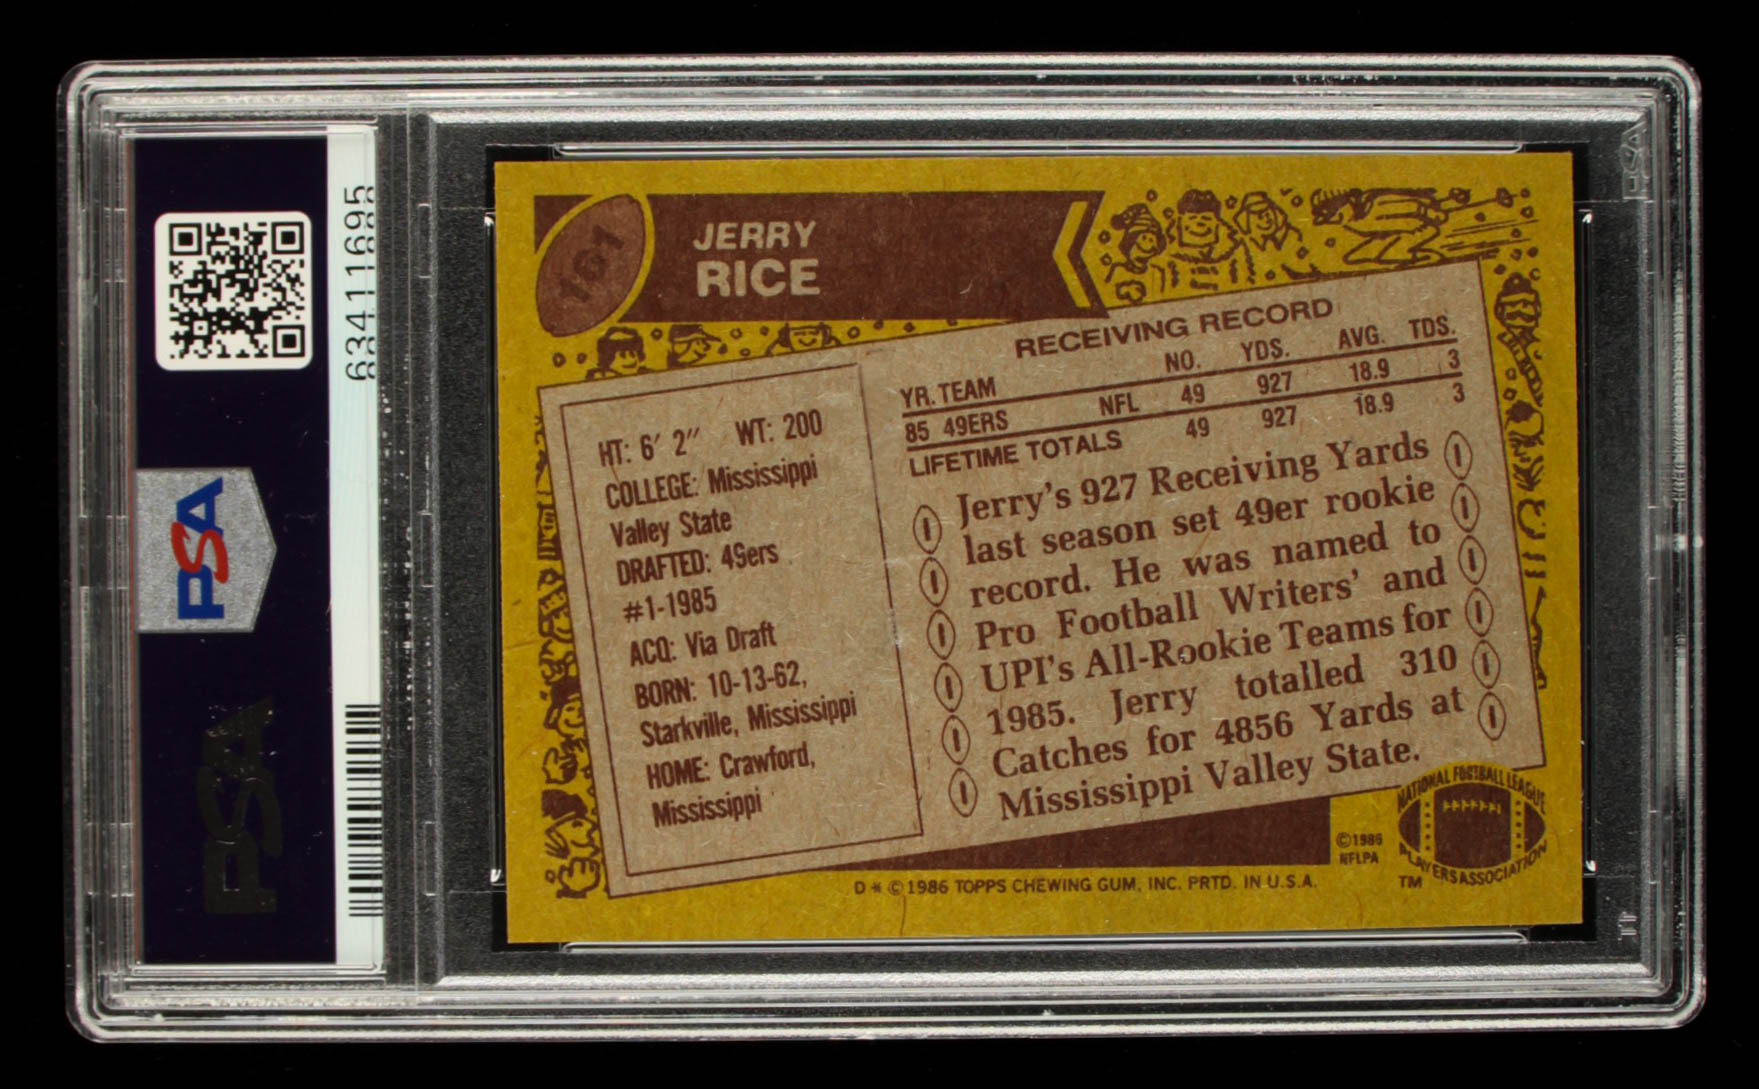 63411695
PSA
PSA
161
JERRY
RICE
RECEIVING RECORD
YR. TEAM NO. YDS. AVG. TDS.
85 49ERS NFL 49 927 18.9 3
LIFETIME TOTALS 49 927 18.9 3
HT: 6′ 2″ WT: 200
COLLEGE: Mississippi
Valley State
DRAFTED: 49ers
#1-1985
ACQ: Via Draft
BORN: 10-13-62,
Starkville, Mississippi
HOME: Crawford,
Mississippi
Jerry's 927 Receiving Yards
last season set 49er rookie
record. He was named to
Pro Football Writers' and
UPI's All-Rookie Teams for
1985. Jerry totalled 310
Catches for 4856 Yards at
Mississippi Valley State.
NATIONAL FOOTBALL LEAGUE
PLAYERS ASSOCIATION
TM
©1986
NFLPA
D * © 1986 TOPPS CHEWING GUM, INC. PRTD. IN U.S.A.
PSA